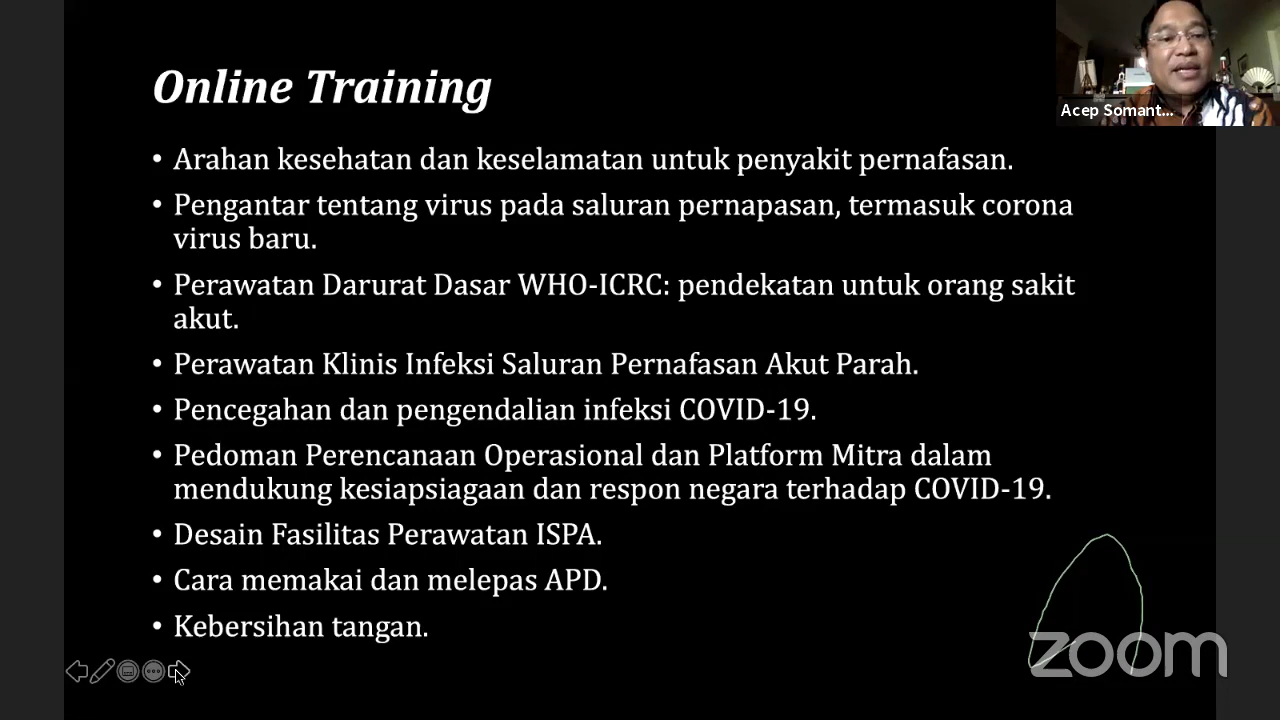 Online Training
Acep Somant...
• Arahan kesehatan dan keselamatan untuk penyakit pernafasan.
• Pengantar tentang virus pada saluran pernapasan, termasuk corona
virus baru.
• Perawatan Darurat Dasar WHO-ICRC: pendekatan untuk orang sakit
akut.
• Perawatan Klinis Infeksi Saluran Pernafasan Akut Parah.
• Pencegahan dan pengendalian infeksi COVID-19.
• Pedoman Perencanaan Operasional dan Platform Mitra dalam
mendukung kesiapsiagaan dan respon negara terhadap COVID-19.
• Desain Fasilitas Perawatan ISPA.
• Cara memakai dan melepas APD.
• Kebersihan tangan.
zoom